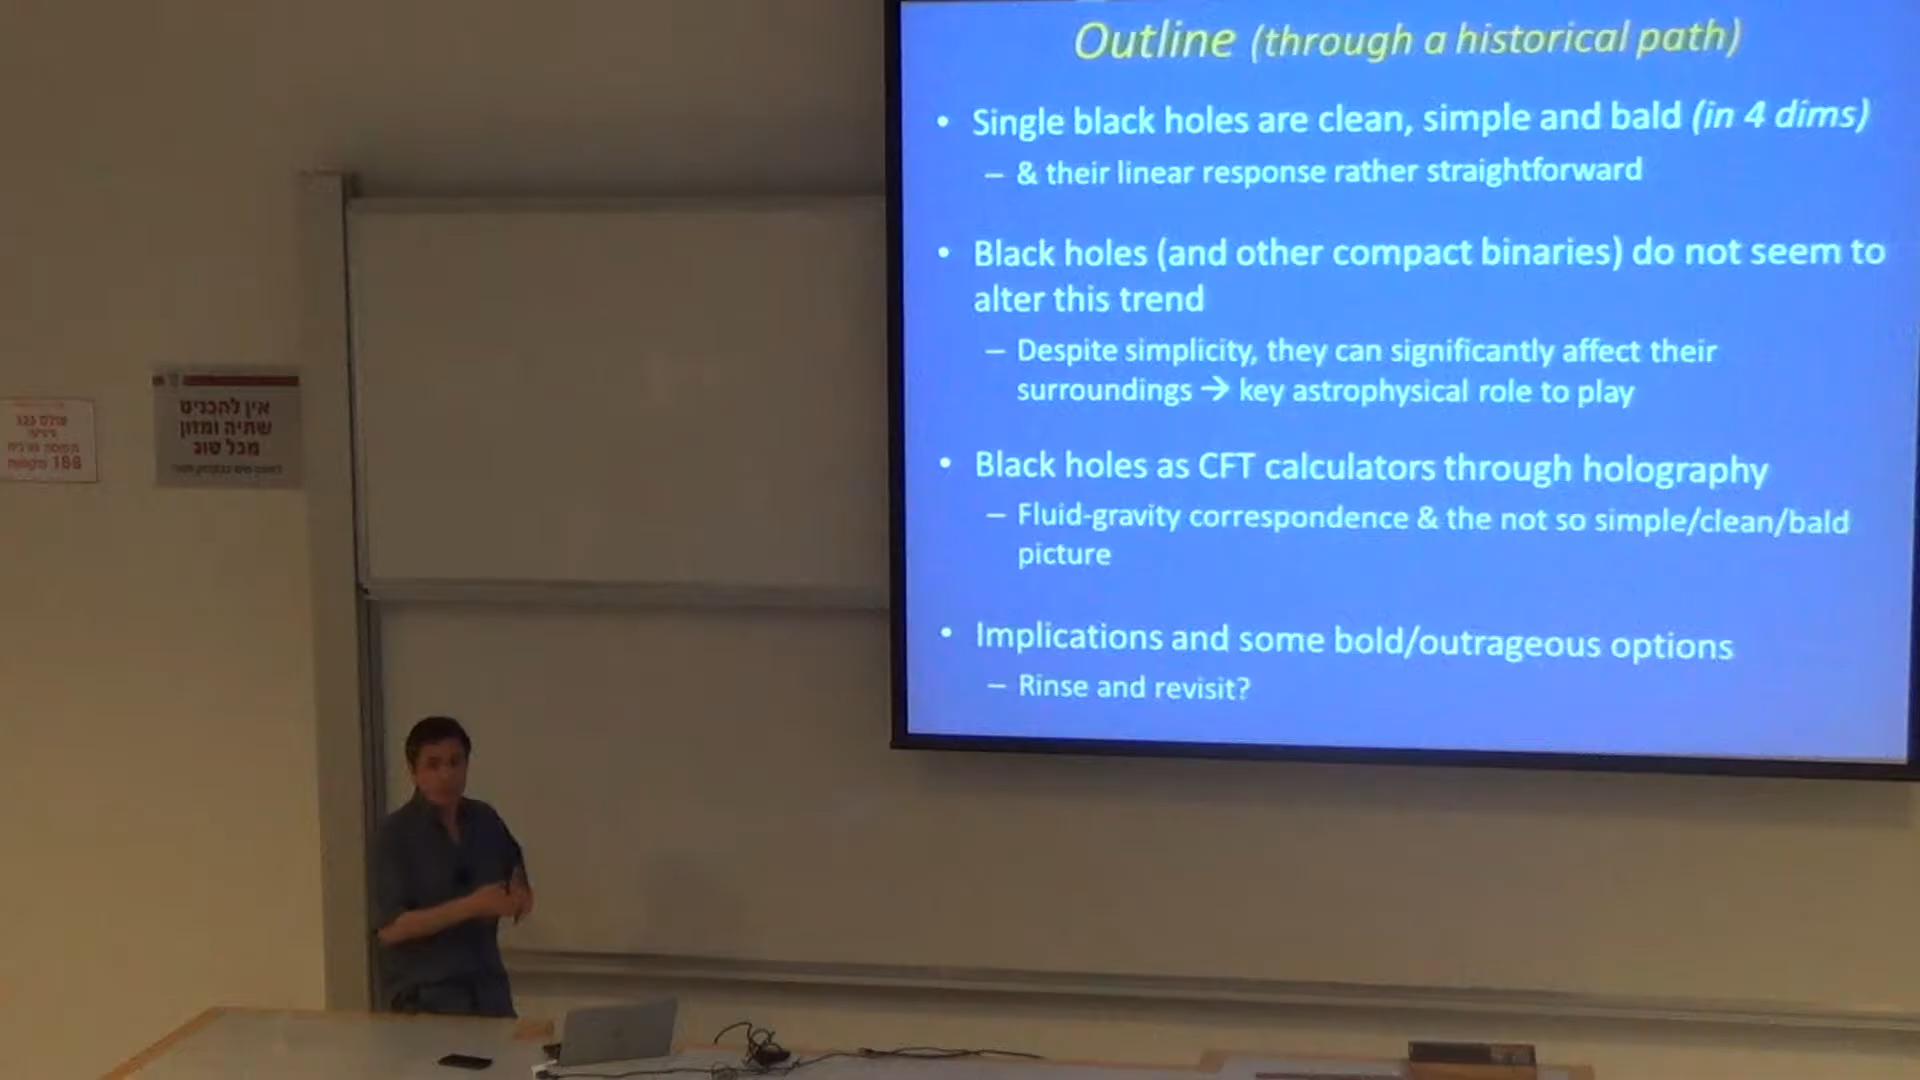 Outline (through a historical path)
• Single black holes are clean, simple and bald (in 4 dims)
– & their linear response rather straightforward
• Black holes (and other compact binaries) do not seem to
alter this trend
– Despite simplicity, they can significantly affect their
surroundings → key astrophysical role to play
• Black holes as CFT calculators through holography
– Fluid-gravity correspondence & the not so simple/clean/bald
picture
• Implications and some bold/outrageous options
– Rinse and revisit?
אין להכניס
שתיה ומזון
מכל סוג
188